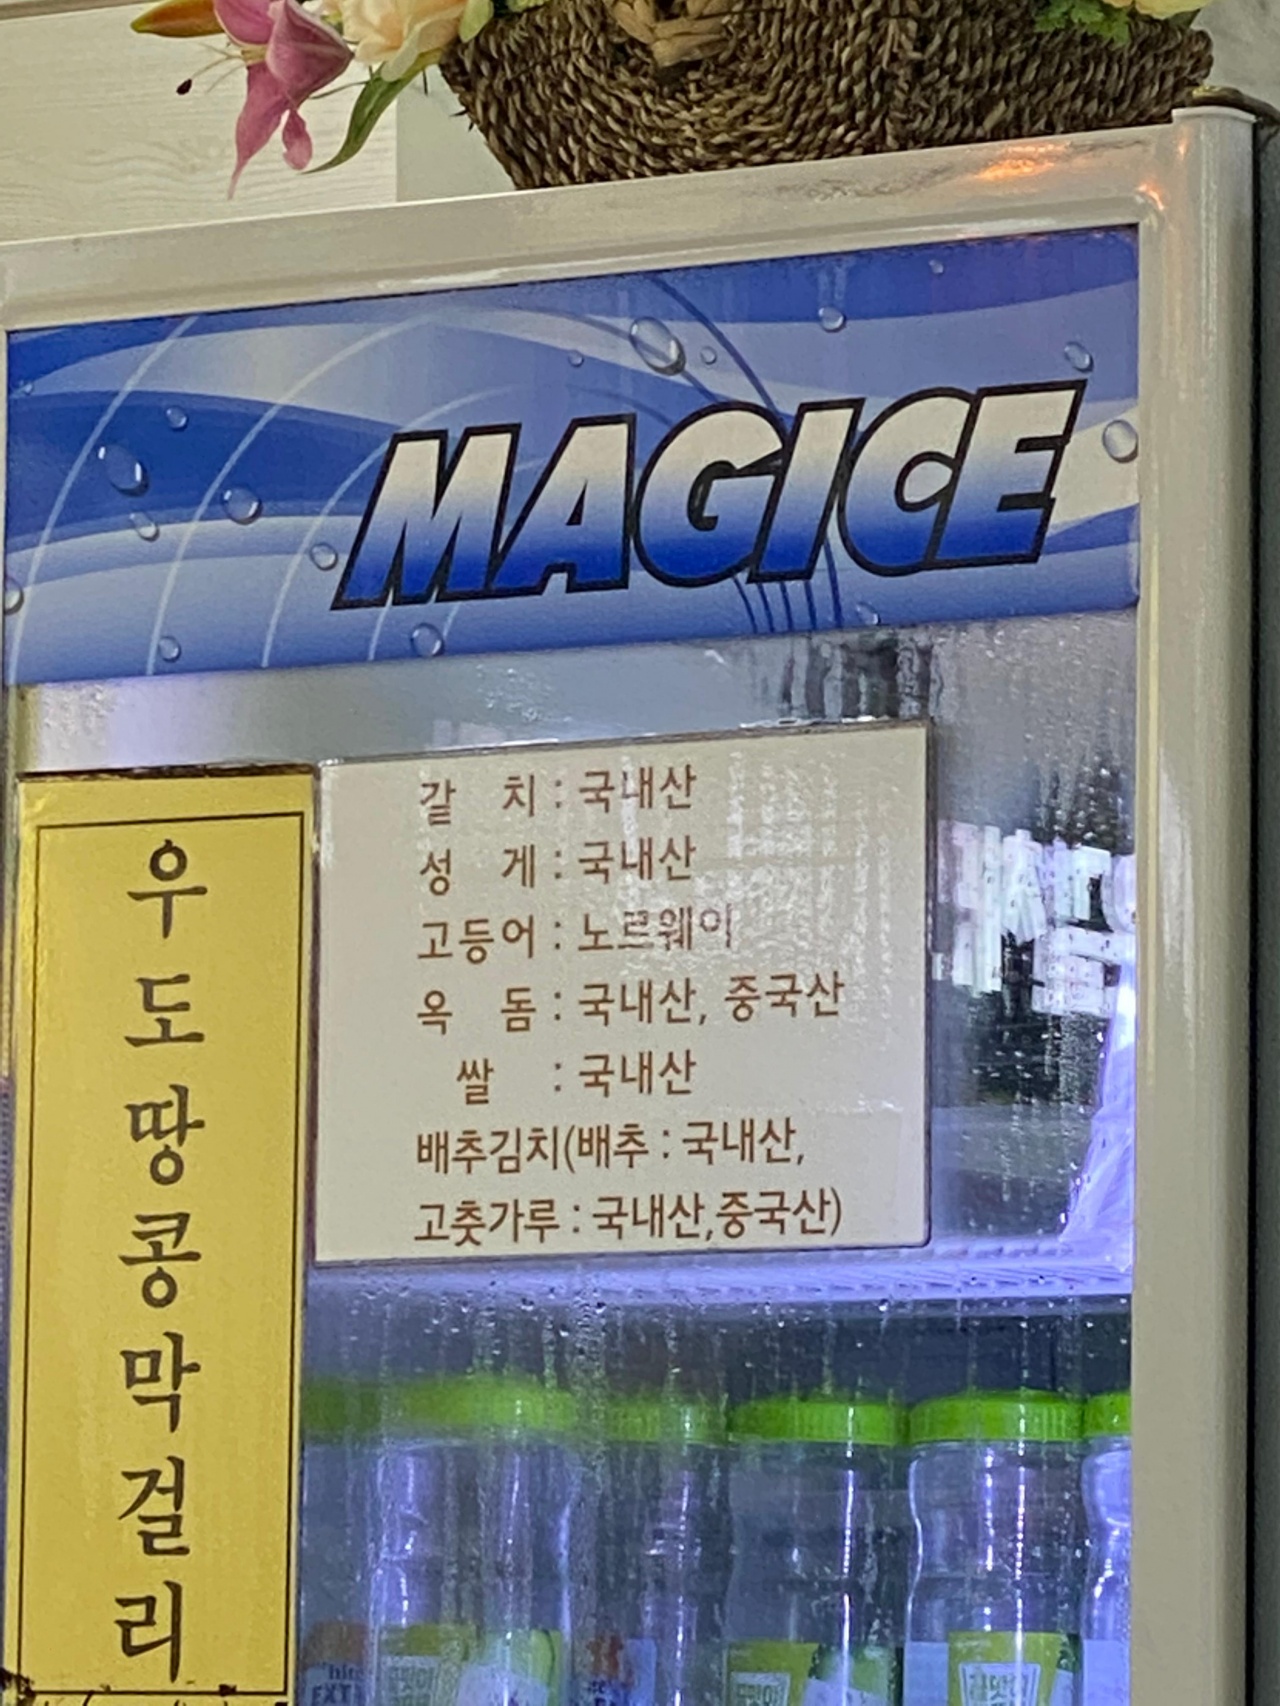 MAGICE
우도땅콩막걸리
갈 치 : 국내산
성 게 : 국내산
고등어 : 노르웨이
옥 돔 : 국내산, 중국산
쌀 : 국내산
배추김치(배추 : 국내산,
고춧가루 : 국내산,중국산)